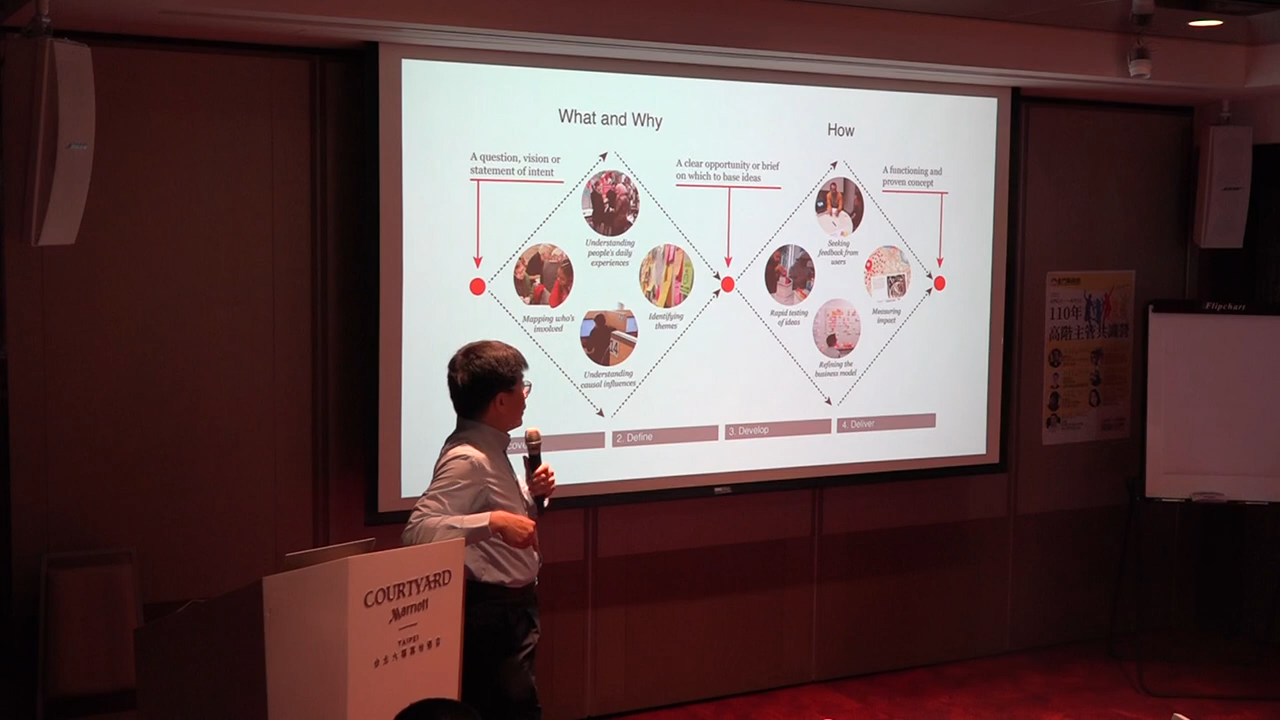 What and Why
How
A question, vision or
statement of intent
A clear opportunity or brief
on which to base ideas
A functioning and
proven concept
Understanding
people's daily
experiences
Seeking
feedback from
users
Mapping who's
involved
Identifying
themes
Rapid testing
of ideas
Measuring
impact
Understanding
causal influences
Refining the
business model
2. Define
3. Develop
4. Deliver
110年
高階主管共識營
Flipchart
COURTYARD
Marriott
TAIPEI